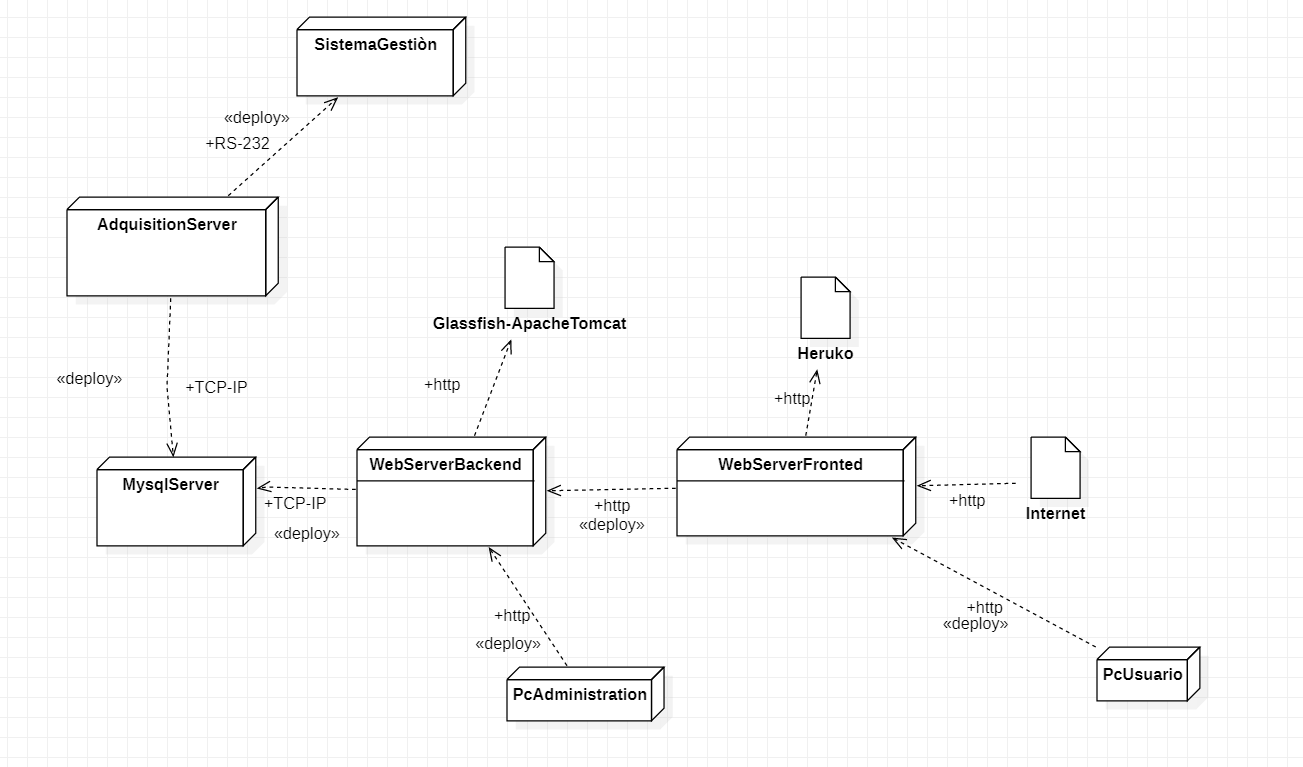 SistemaGestiòn
«deploy»
+RS-232
AdquisitionServer
Glassfish-ApacheTomcat
Heruko
«deploy»
+TCP-IP
+http
+http
MysqlServer
WebServerBackend
WebServerFronted
+TCP-IP
«deploy»
+http
«deploy»
+http
Internet
+http
«deploy»
+http
«deploy»
PcAdministration
PcUsuario